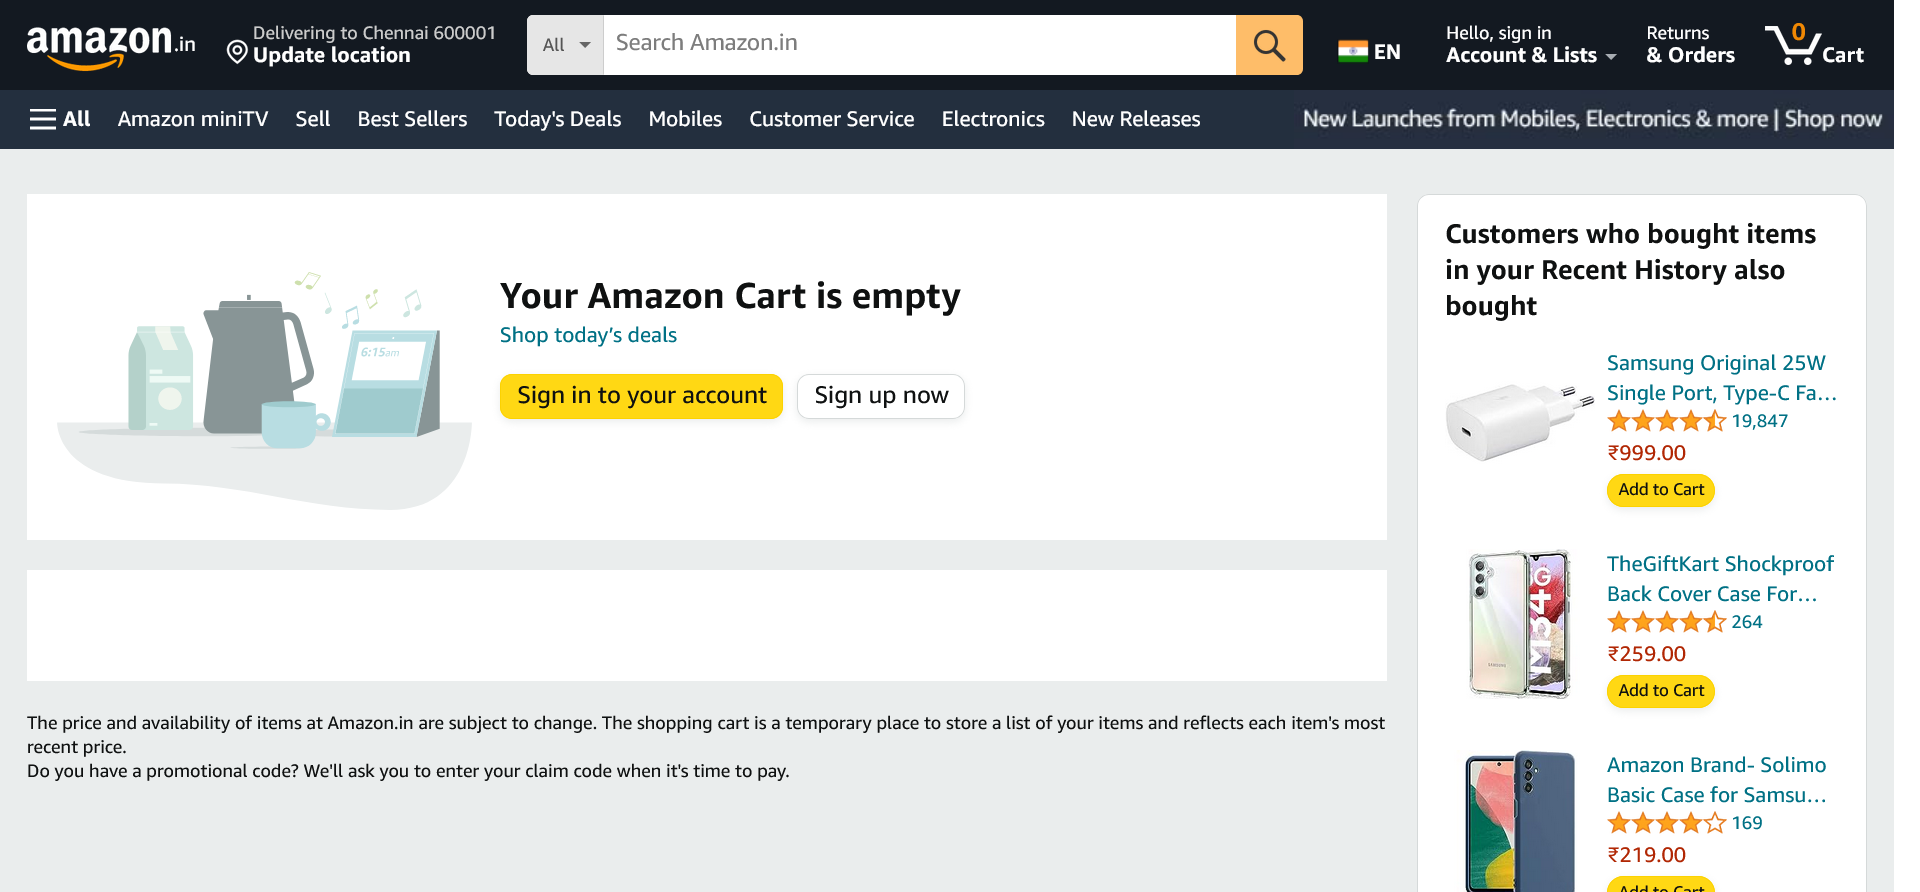 amazon.in
Delivering to Chennai 600001
Update location
All
Search Amazon.in
EN
Hello, sign in
Account & Lists
Returns
& Orders
0
Cart
All
Amazon miniTV
Sell
Best Sellers
Today's Deals
Mobiles
Customer Service
Electronics
New Releases
New Launches from Mobiles, Electronics & more | Shop now
6:15am
Your Amazon Cart is empty
Shop today’s deals
Sign in to your account
Sign up now
The price and availability of items at Amazon.in are subject to change. The shopping cart is a temporary place to store a list of your items and reflects each item's most
recent price.
Do you have a promotional code? We'll ask you to enter your claim code when it's time to pay.
Customers who bought items
in your Recent History also
bought
Samsung Original 25W
Single Port, Type-C Fa…
19,847
₹999.00
Add to Cart
M34 5G
SAMSUNG
TheGiftKart Shockproof
Back Cover Case For…
264
₹259.00
Add to Cart
Amazon Brand- Solimo
Basic Case for Samsu…
169
₹219.00
Add to Cart